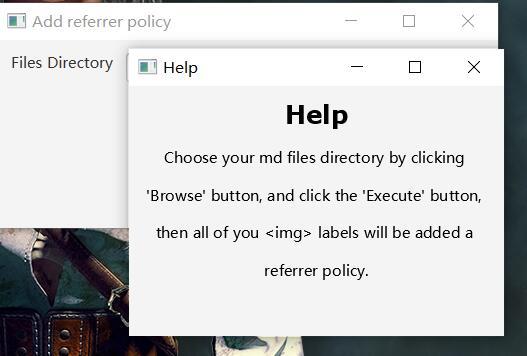 Add referrer policy
Files Directory
Help
Help
Choose your md files directory by clicking
'Browse' button, and click the 'Execute' button,
then all of you <img> labels will be added a
referrer policy.